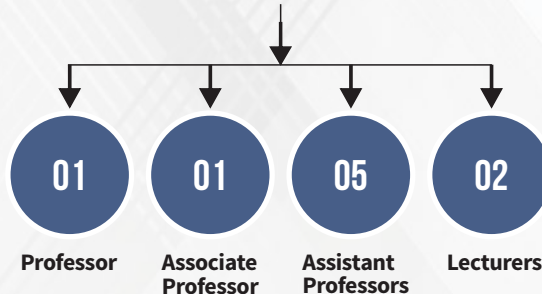 01
01
05
02
Professor
Associate
Professor
Assistant
Professors
Lecturers